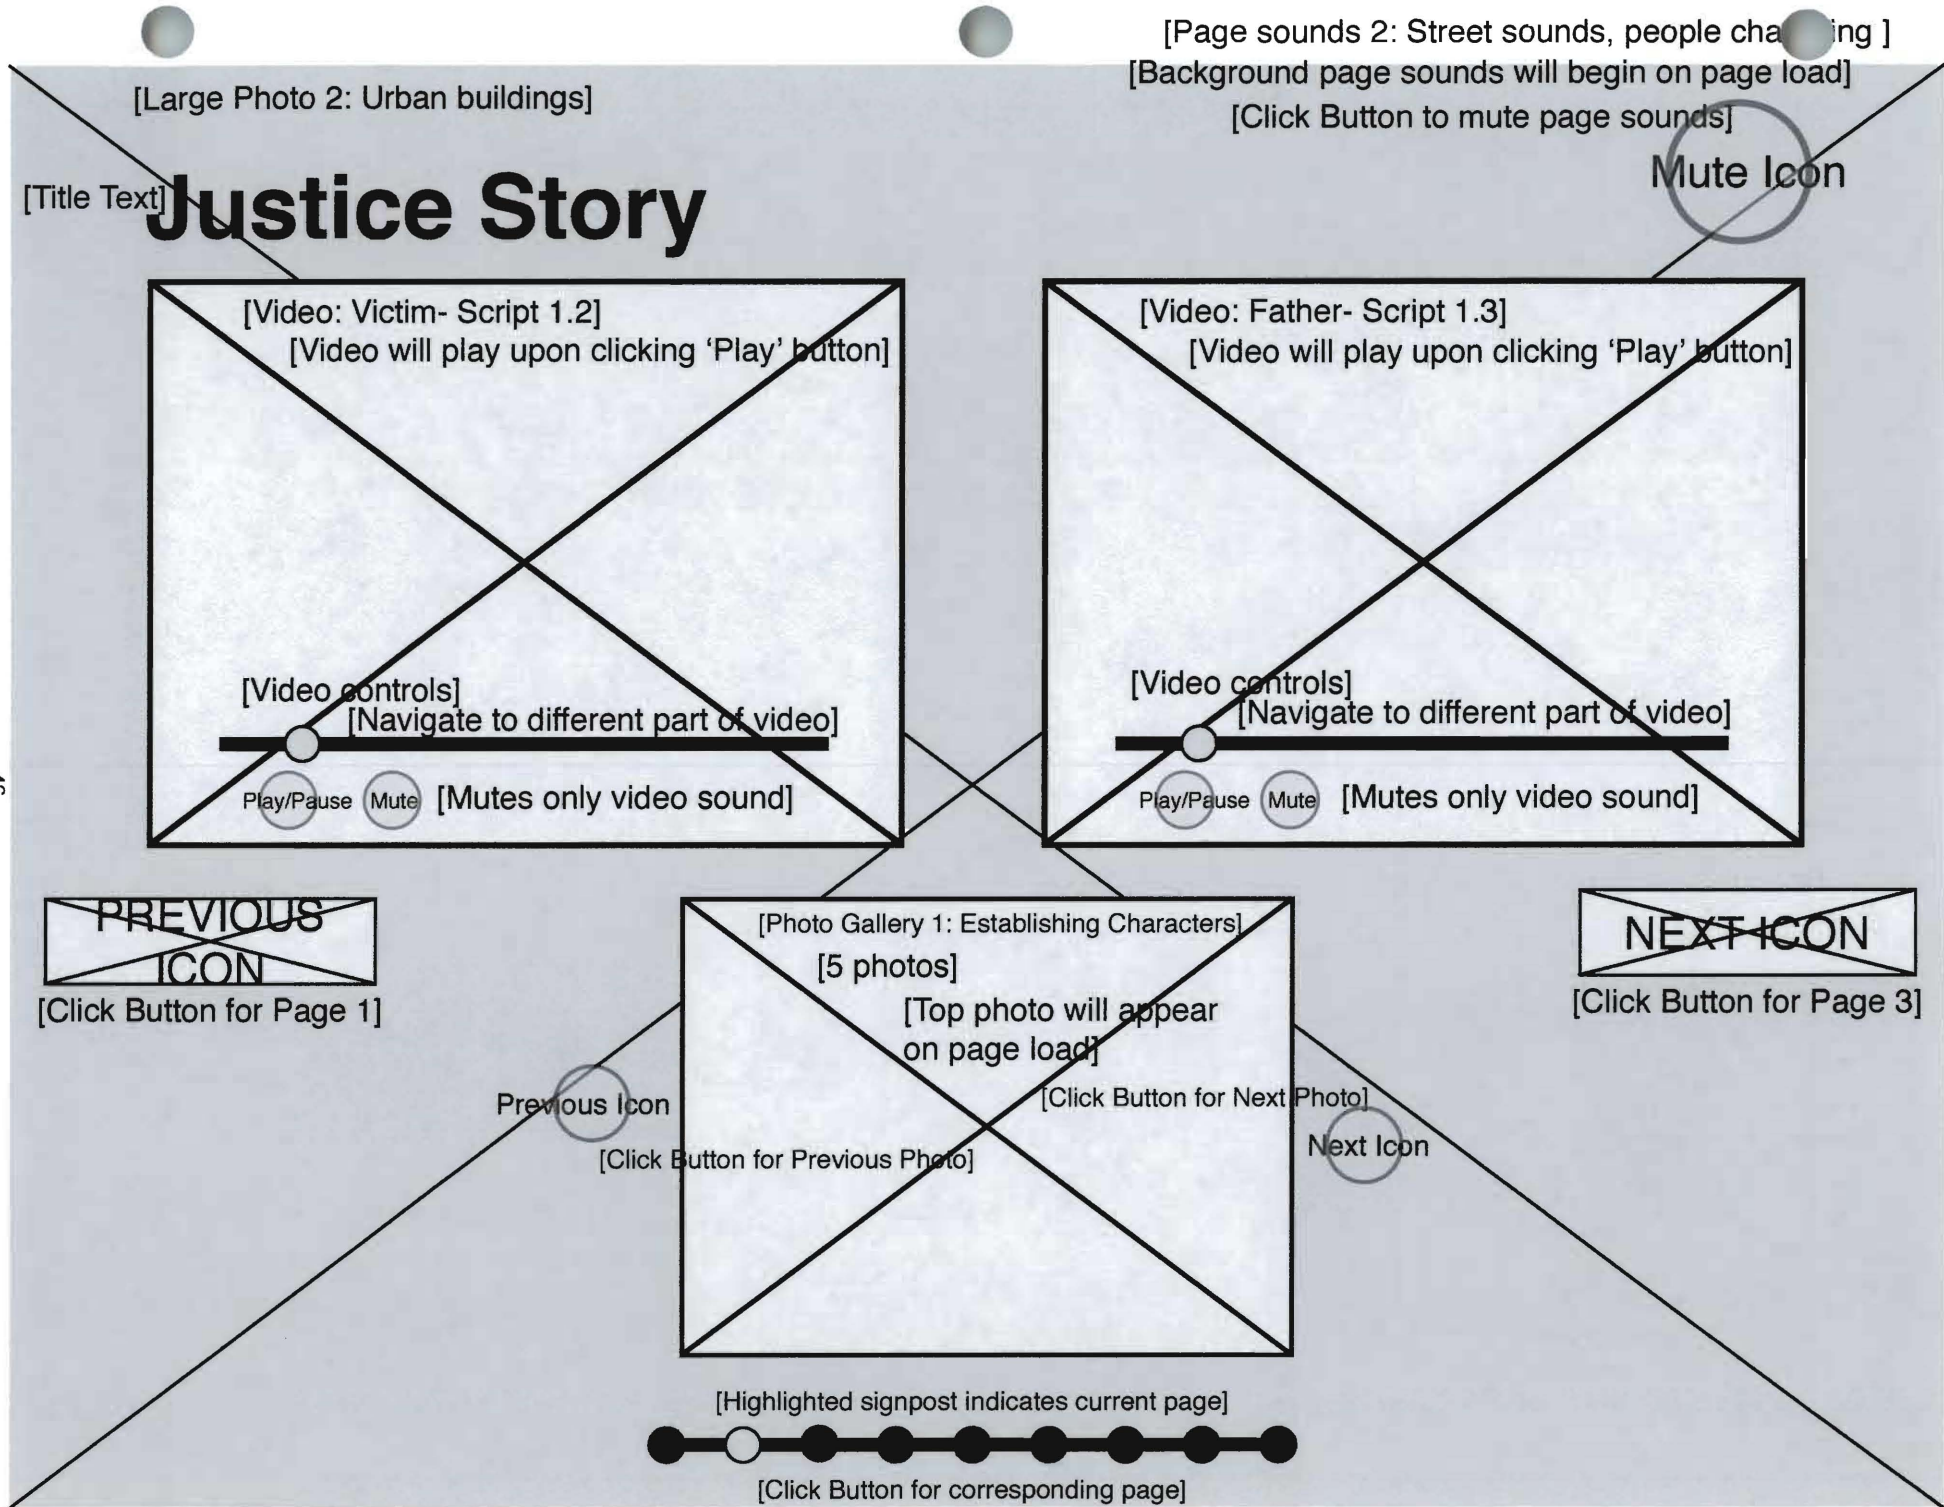 [Page sounds 2: Street sounds, people
[Background page sounds will begin on page load]
[Click Button to mute page sounds]
Mute Icon
[Large Photo 2: Urban buildings]
[Title Text]
Justice Story
[Video: Victim- Script 1.2]
[Video will play upon clicking ‘Play’ button]
[Video controls]
[Navigate to different part of video]
Play/Pause
Mute
[Mutes only video sound]
[Video: Father- Script 1.3]
[Video will play upon clicking ‘Play’ button]
[Video controls]
[Navigate to different part of video]
Play/Pause
Mute
[Mutes only video sound]
PREVIOUS
ICON
[Click Button for Page 1]
NEXT ICON
[Click Button for Page 3]
[Photo Gallery 1: Establishing Characters]
[5 photos]
[Top photo will appear
on page load]
Previous Icon
[Click Button for Previous Photo]
[Click Button for Next Photo]
Next Icon
[Highlighted signpost indicates current page]
[Click Button for corresponding page]